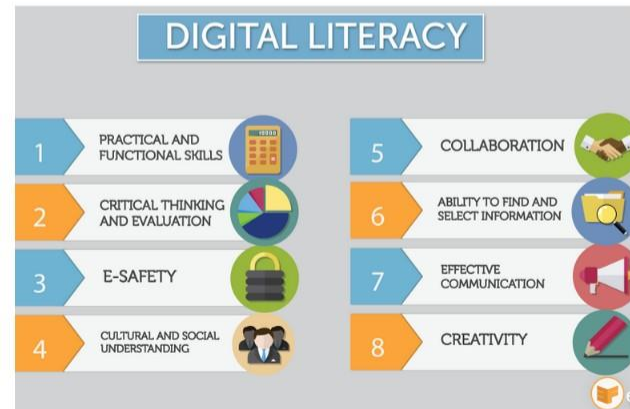 DIGITAL LITERACY
1
PRACTICAL AND
FUNCTIONAL SKILLS
2
CRITICAL THINKING
AND EVALUATION
3
E-SAFETY
4
CULTURAL AND SOCIAL
UNDERSTANDING
5
COLLABORATION
6
ABILITY TO FIND AND
SELECT INFORMATION
7
EFFECTIVE
COMMUNICATION
8
CREATIVITY